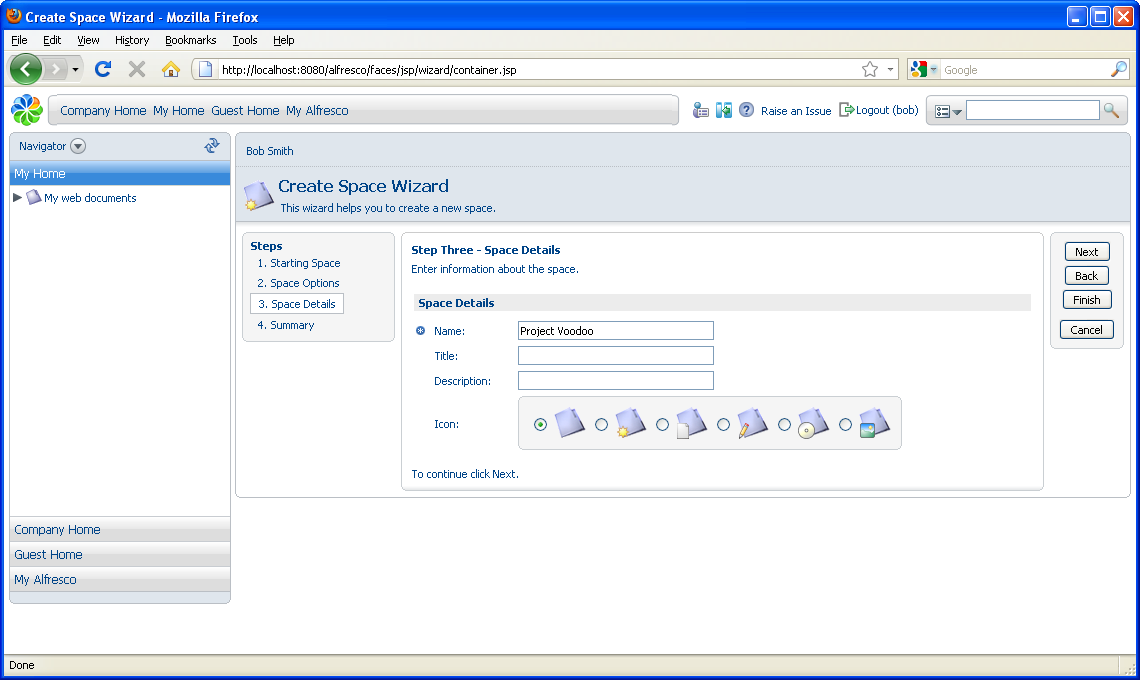 Create Space Wizard - Mozilla Firefox
File Edit View History Bookmarks Tools Help
http://localhost:8080/alfresco/faces/jsp/wizard/container.jsp Google
Company Home My Home Guest Home My Alfresco Raise an Issue Logout (bob)
Navigator
My Home
My web documents
Company Home
Guest Home
My Alfresco
Bob Smith
Create Space Wizard
This wizard helps you to create a new space.
Steps
1. Starting Space
2. Space Options
3. Space Details
4. Summary
Step Three - Space Details
Enter information about the space.
Space Details
Name: Project Voodoo
Title:
Description:
Icon:
To continue click Next.
Next
Back
Finish
Cancel
Done